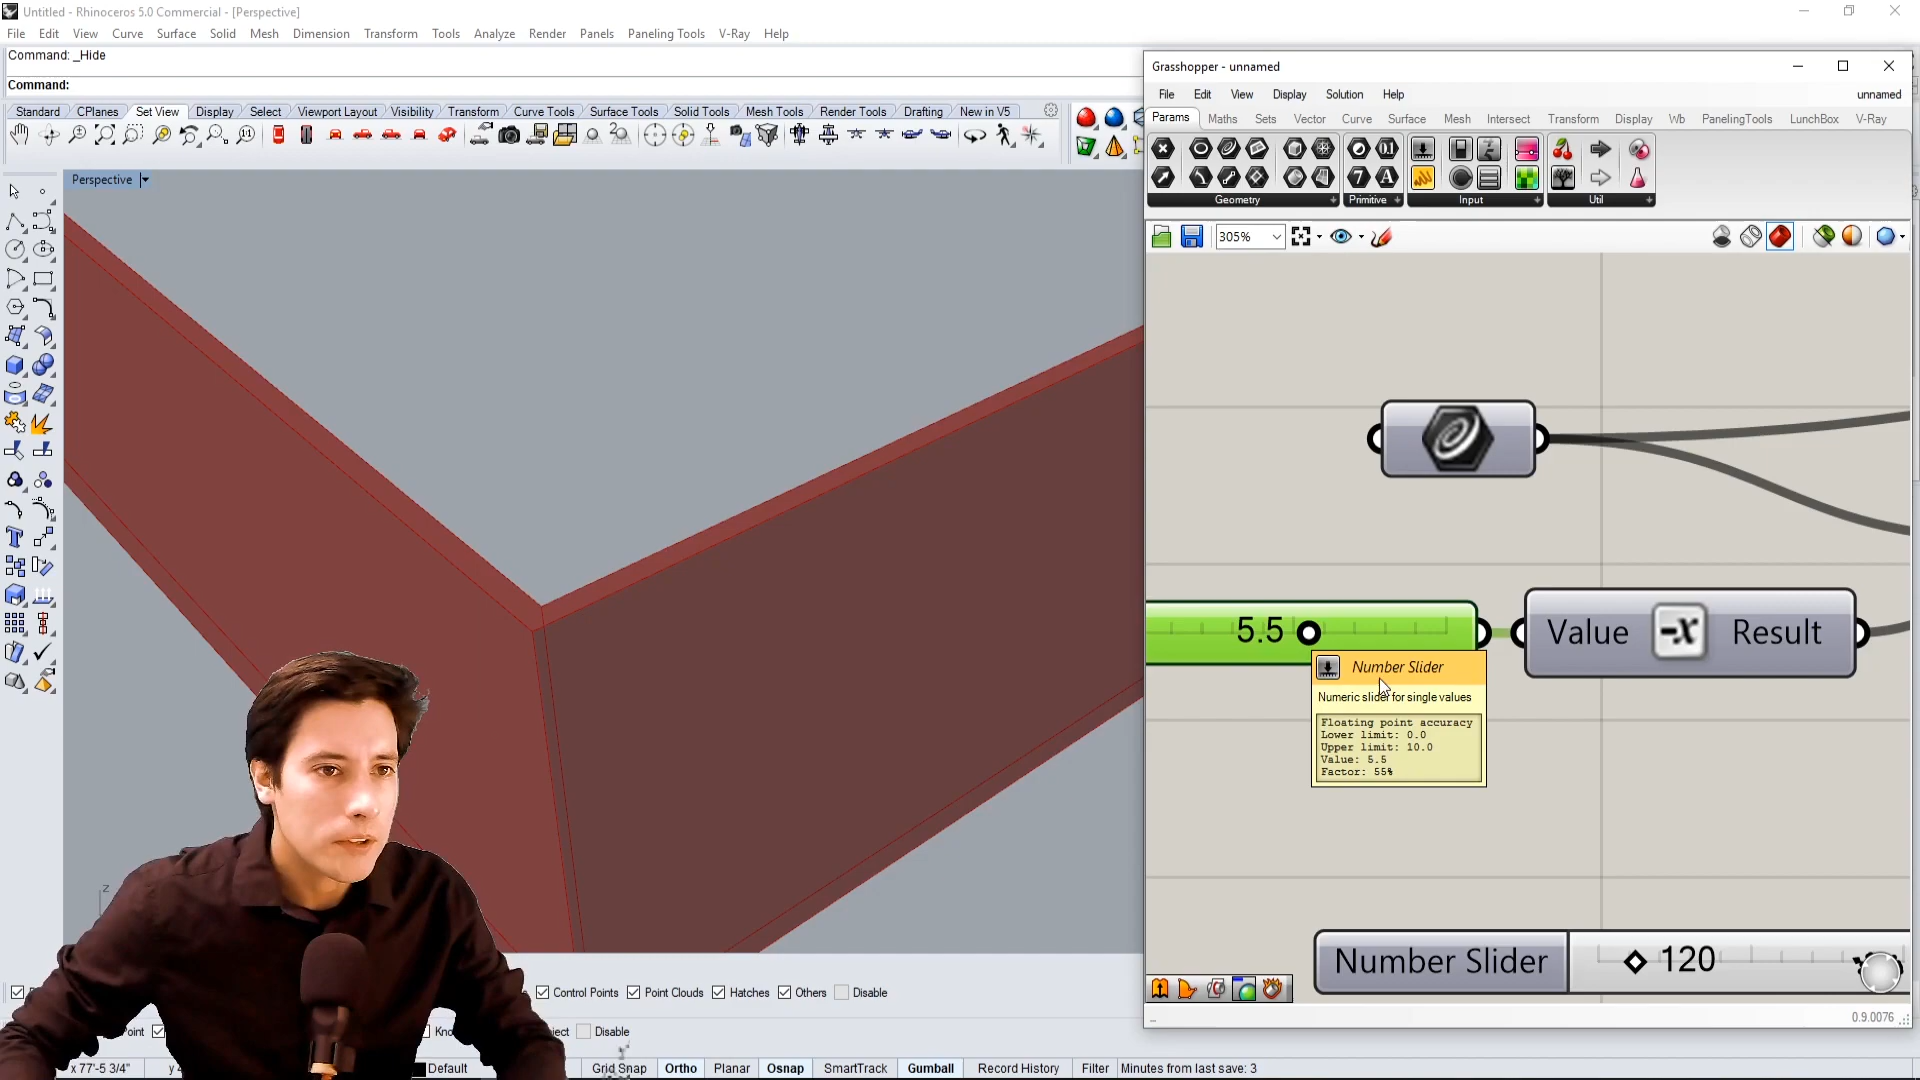 Untitled - Rhinoceros 5.0 Commercial - [Perspective]
File Edit View Curve Surface Solid Mesh Dimension Transform Tools Analyze Render Panels Paneling Tools V-Ray Help
Command: _Hide
Command:
Standard CPlanes Set View Display Select Viewport Layout Visibility Transform Curve Tools Surface Tools Solid Tools Mesh Tools Render Tools Drafting New in V5
Perspective
Grasshopper - unnamed
File Edit View Display Solution Help unnamed
Params Maths Sets Vector Curve Surface Mesh Intersect Transform Display Wb PanelingTools LunchBox V-Ray
Geometry Primitive Input Util
305%
5.5
Value -x Result
Number Slider
Numeric slider for single values
Floating point accuracy
Lower limit: 0.0
Upper limit: 10.0
Value: 5.5
Factor: 55%
Number Slider 120
0.9.0076
z
Control Points Point Clouds Hatches Others Disable
Disable
x 77'-5 3/4" Default Grid Snap Ortho Planar Osnap SmartTrack Gumball Record History Filter Minutes from last save: 3